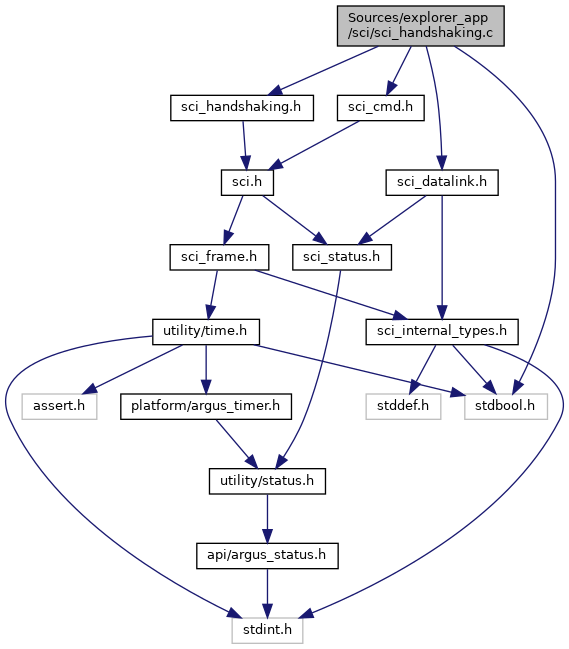 Sources/explorer_app
/sci/sci_handshaking.c
sci_handshaking.h
sci_cmd.h
sci.h
sci_datalink.h
sci_frame.h
sci_status.h
utility/time.h
sci_internal_types.h
assert.h
platform/argus_timer.h
stddef.h
stdbool.h
utility/status.h
api/argus_status.h
stdint.h